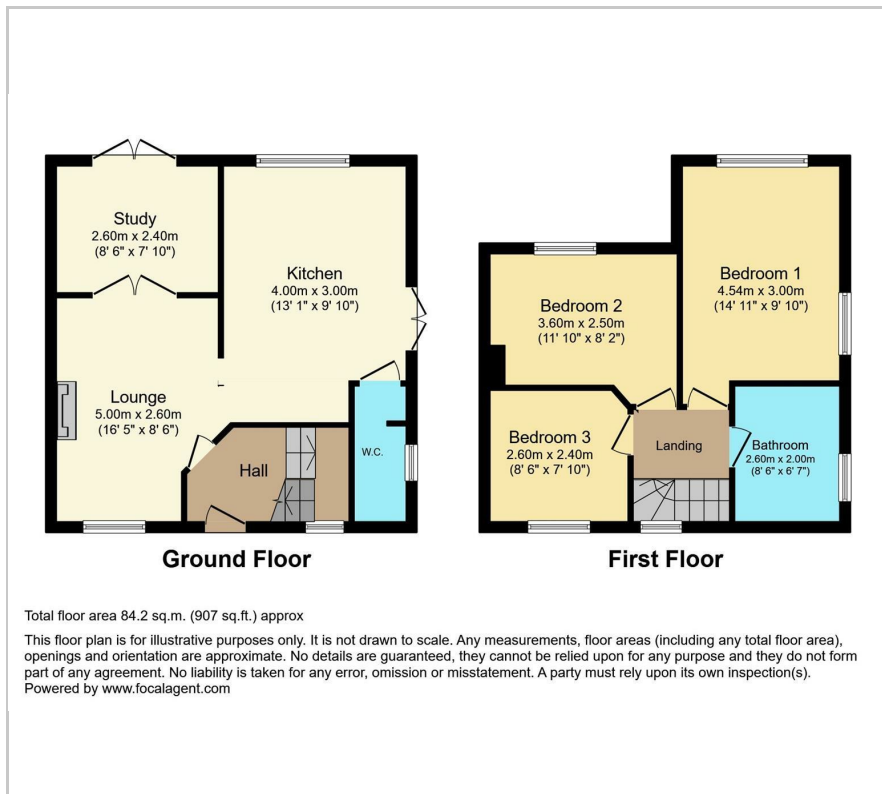 Study
2.60m x 2.40m
(8' 6" x 7' 10")
Kitchen
4.00m x 3.00m
(13' 1" x 9' 10")
Lounge
5.00m x 2.60m
(16' 5" x 8' 6")
Hall
W.C.
Ground Floor
Bedroom 1
4.54m x 3.00m
(14' 11" x 9' 10")
Bedroom 2
3.60m x 2.50m
(11' 10" x 8' 2")
Bedroom 3
2.60m x 2.40m
(8' 6" x 7' 10")
Landing
Bathroom
2.60m x 2.00m
(8' 6" x 6' 7")
First Floor
Total floor area 84.2 sq.m. (907 sq.ft.) approx
This floor plan is for illustrative purposes only. It is not drawn to scale. Any measurements, floor areas (including any total floor area),
openings and orientation are approximate. No details are guaranteed, they cannot be relied upon for any purpose and they do not form
part of any agreement. No liability is taken for any error, omission or misstatement. A party must rely upon its own inspection(s).
Powered by www.focalagent.com